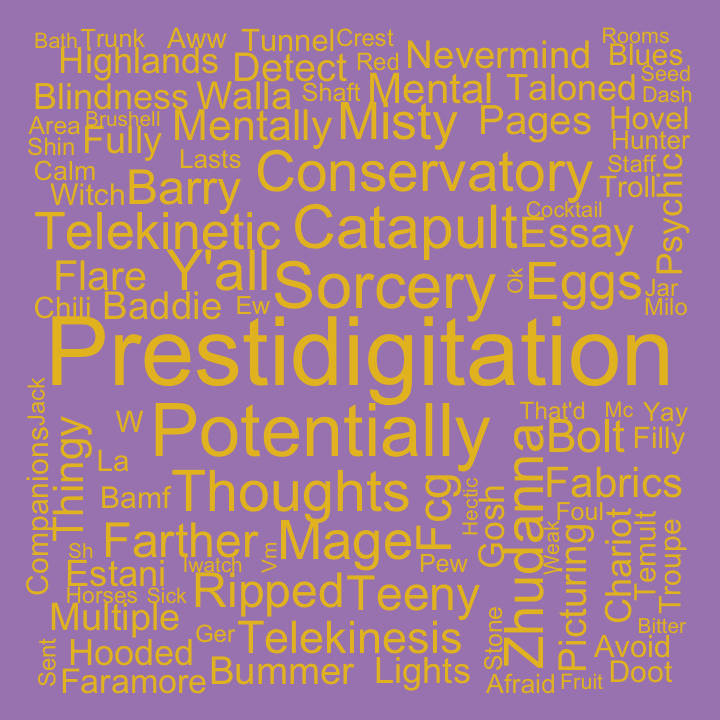 Bath Trunk Aww Tunnel Crest Nevermind Rooms
Highlands Detect Red Blues
Seed
Blindness Walla Shaft Mental Taloned Dash
Area Brushell Fully Mentally Misty Pages Hovel
Shin Lasts Hunter
Calm Conservatory Staff
Witch Barry Troll Psychic
Telekinetic Catapult Cocktail Essay
Flare Y'all Sorcery Ok Eggs Jar
Chili Baddie Ew Milo
Prestidigitation
Jack W Potentially That'd Mc Yay
Companions Thingy La Bolt Filly
Bamf Thoughts Fcg Hectic Gosh Zhudanna Fabrics
Foul
Sh Farther Mage Weak Picturing Chariot Temult Troupe
Estani Iwatch Vm Pew
Horses Sick Ripped Teeny
Multiple Ger Telekinesis Stone Bitter
Sent Hooded Avoid
Faramore Bummer Lights Afraid Fruit Doot